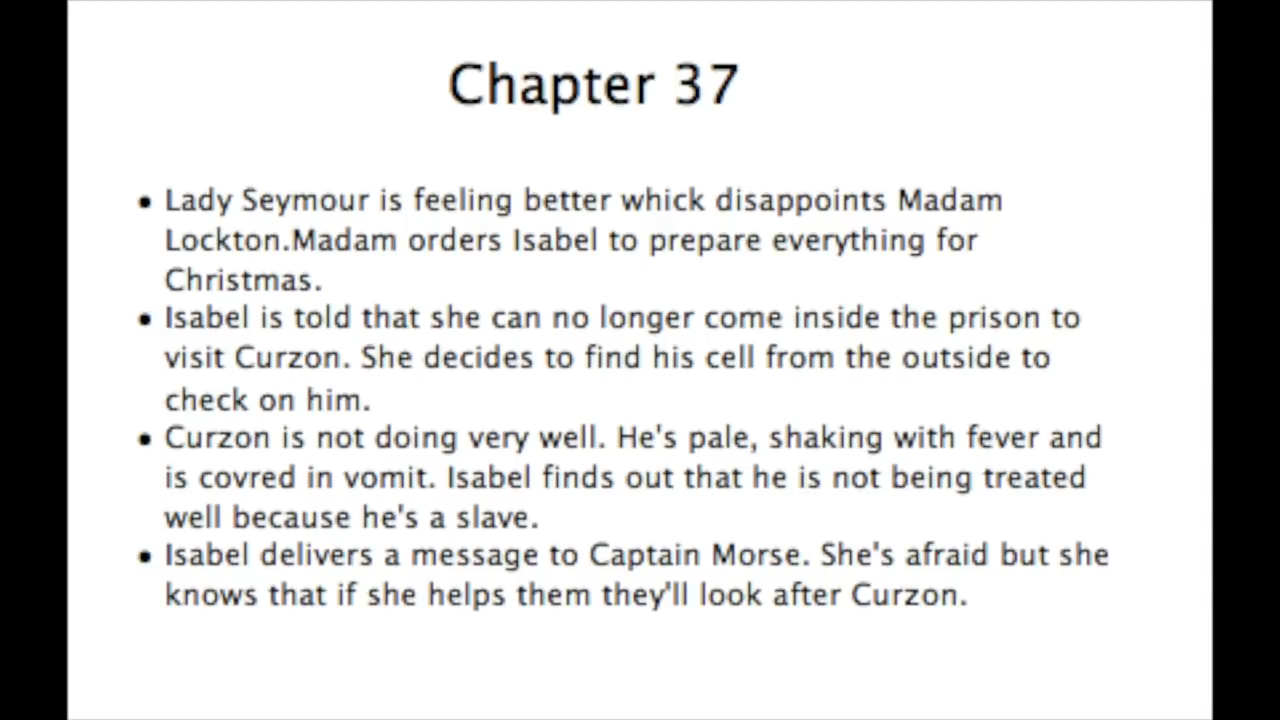 Chapter 37
• Lady Seymour is feeling better whick disappoints Madam
Lockton.Madam orders Isabel to prepare everything for
Christmas.
• Isabel is told that she can no longer come inside the prison to
visit Curzon. She decides to find his cell from the outside to
check on him.
• Curzon is not doing very well. He's pale, shaking with fever and
is covred in vomit. Isabel finds out that he is not being treated
well because he's a slave.
• Isabel delivers a message to Captain Morse. She's afraid but she
knows that if she helps them they'll look after Curzon.